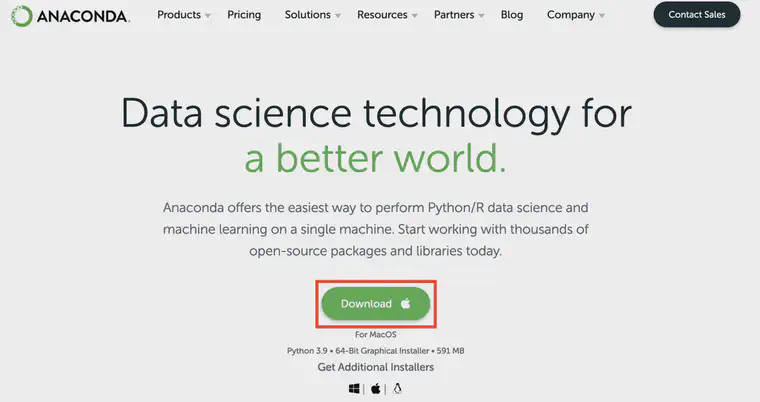 ANACONDA.
Products
Pricing
Solutions
Resources
Partners
Blog
Company
Contact Sales
Data science technology for
a better world.
Anaconda offers the easiest way to perform Python/R data science and
machine learning on a single machine. Start working with thousands of
open-source packages and libraries today.
Download
For MacOS
Python 3.9 • 64-Bit Graphical Installer • 591 MB
Get Additional Installers